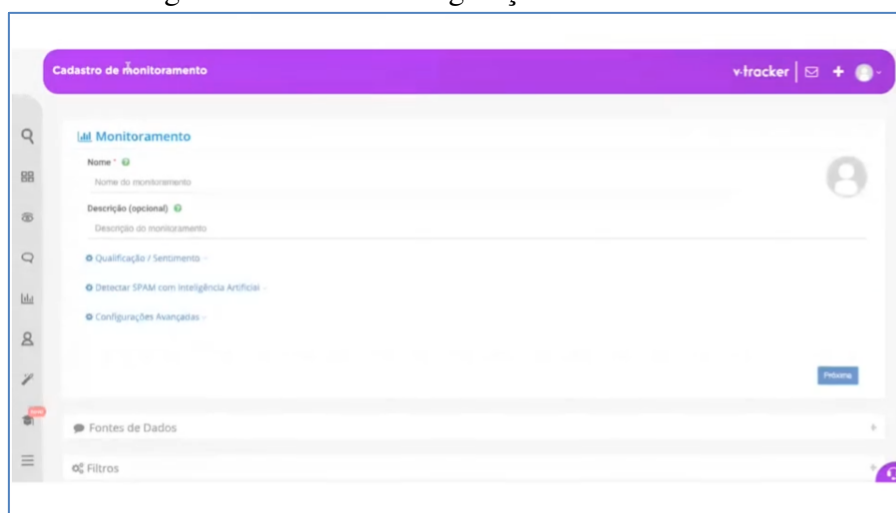 Cadastro de monitoramento
v-tracker
Monitoramento
Nome *
Nome do monitoramento
Descrição (opcional)
Descrição do monitoramento
Qualificação / Sentimento
Detectar SPAM com Inteligência Artificial
Configurações Avançadas
Próxima
Fontes de Dados
Filtros